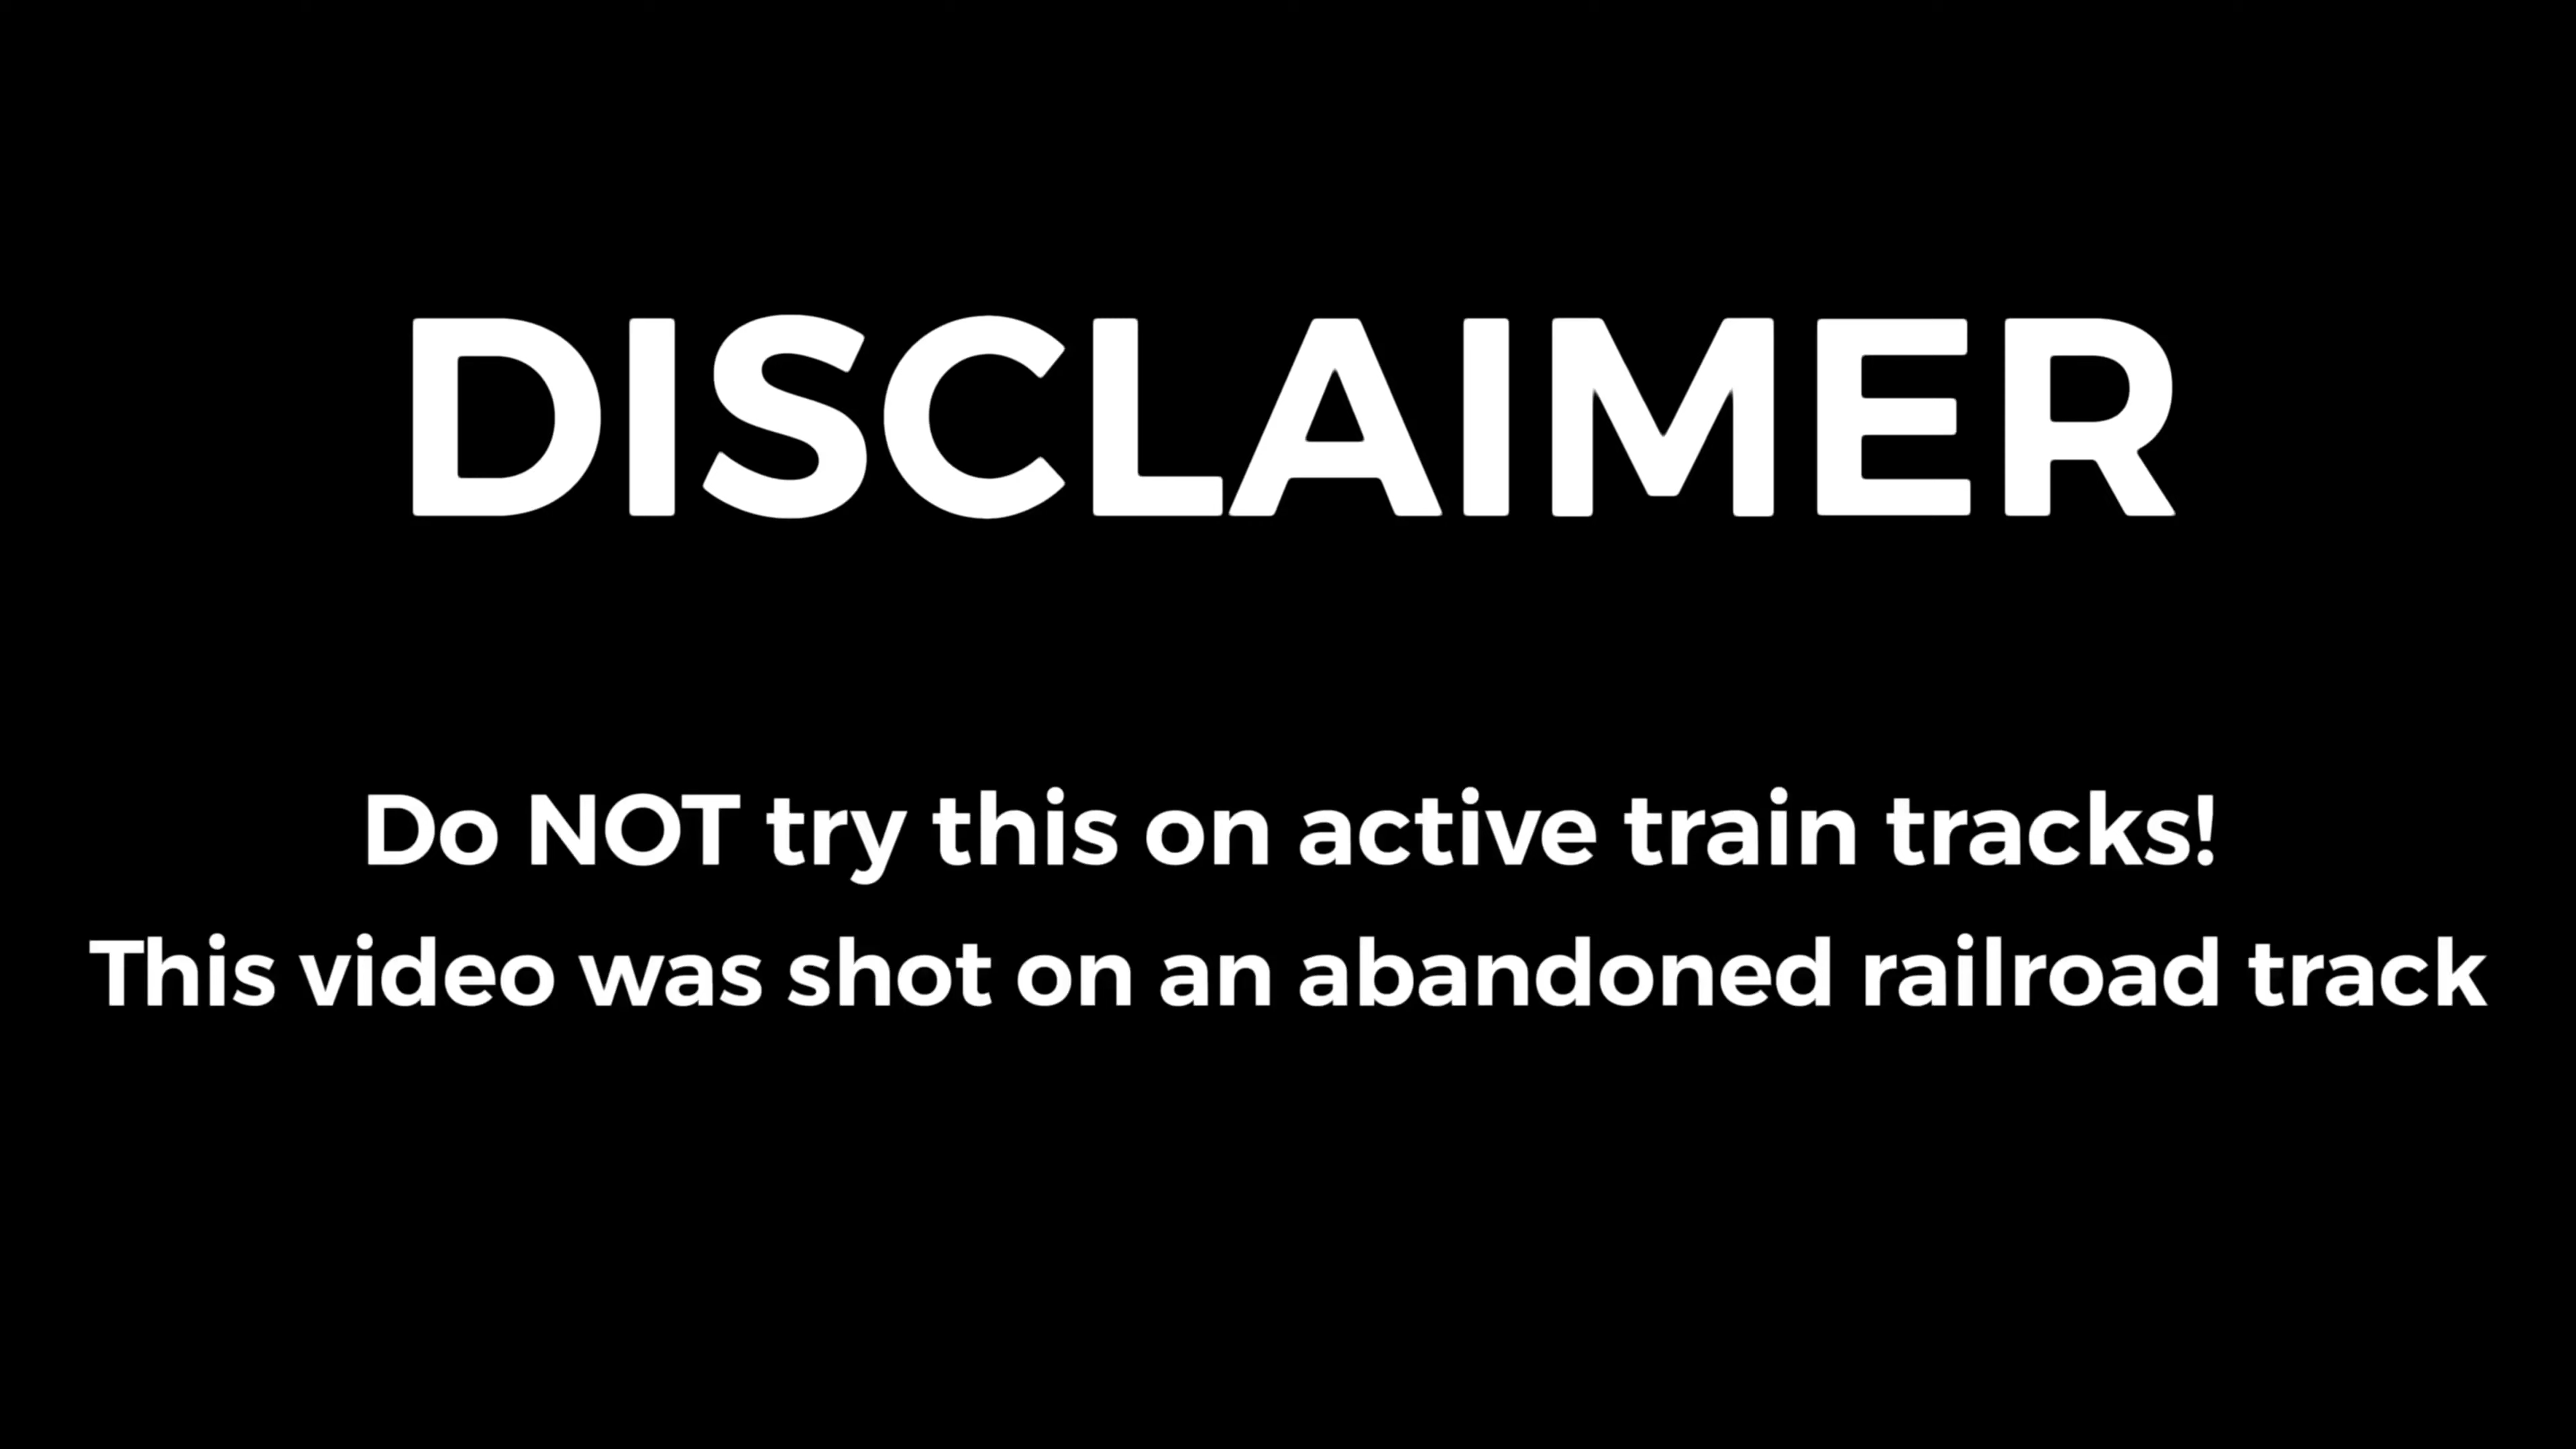 DISCLAIMER
Do NOT try this on active train tracks!
This video was shot on an abandoned railroad track